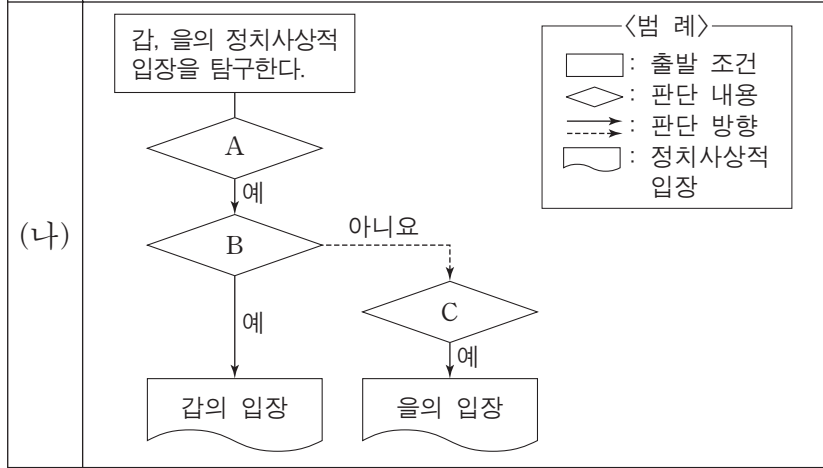 (나)
갑, 을의 정치사상적
입장을 탐구한다.
A
예
B
아니요
예
C
예
갑의 입장
을의 입장
〈범 례〉
: 출발 조건
: 판단 내용
: 판단 방향
: 정치사상적
입장